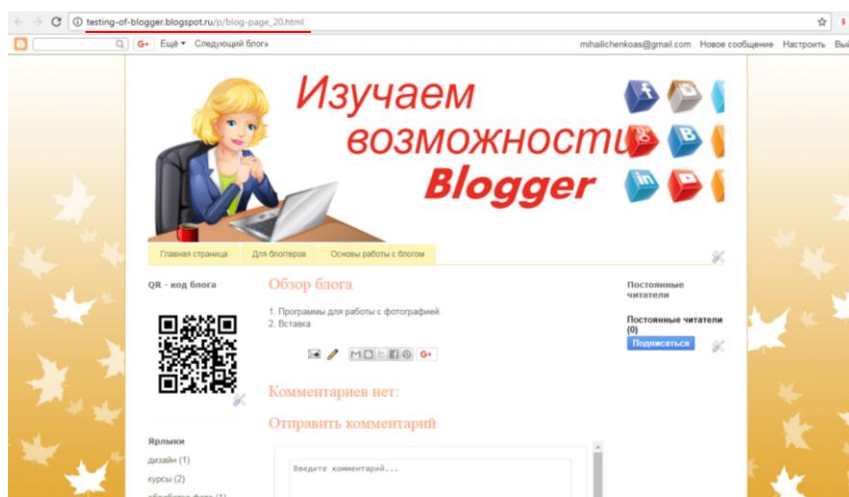 testing-of-blogger.blogspot.ru/p/blog-page_20.html
G+ Ещё Следующий блог» mihailichenkoas@gmail.com Новое сообщение Настроить Вый
Изучаем
возможности
Blogger
Главная страница Для блоггеров Основы работы с блогом
QR - код блога
Обзор блога
1. Программы для работы с фотографией.
2. Вставка
G+
Комментариев нет:
Отправить комментарий
Введите комментарий...
Постоянные
читатели
Постоянные читатели
(0)
Подписаться
Ярлыки
дизайн (1)
курсы (2)